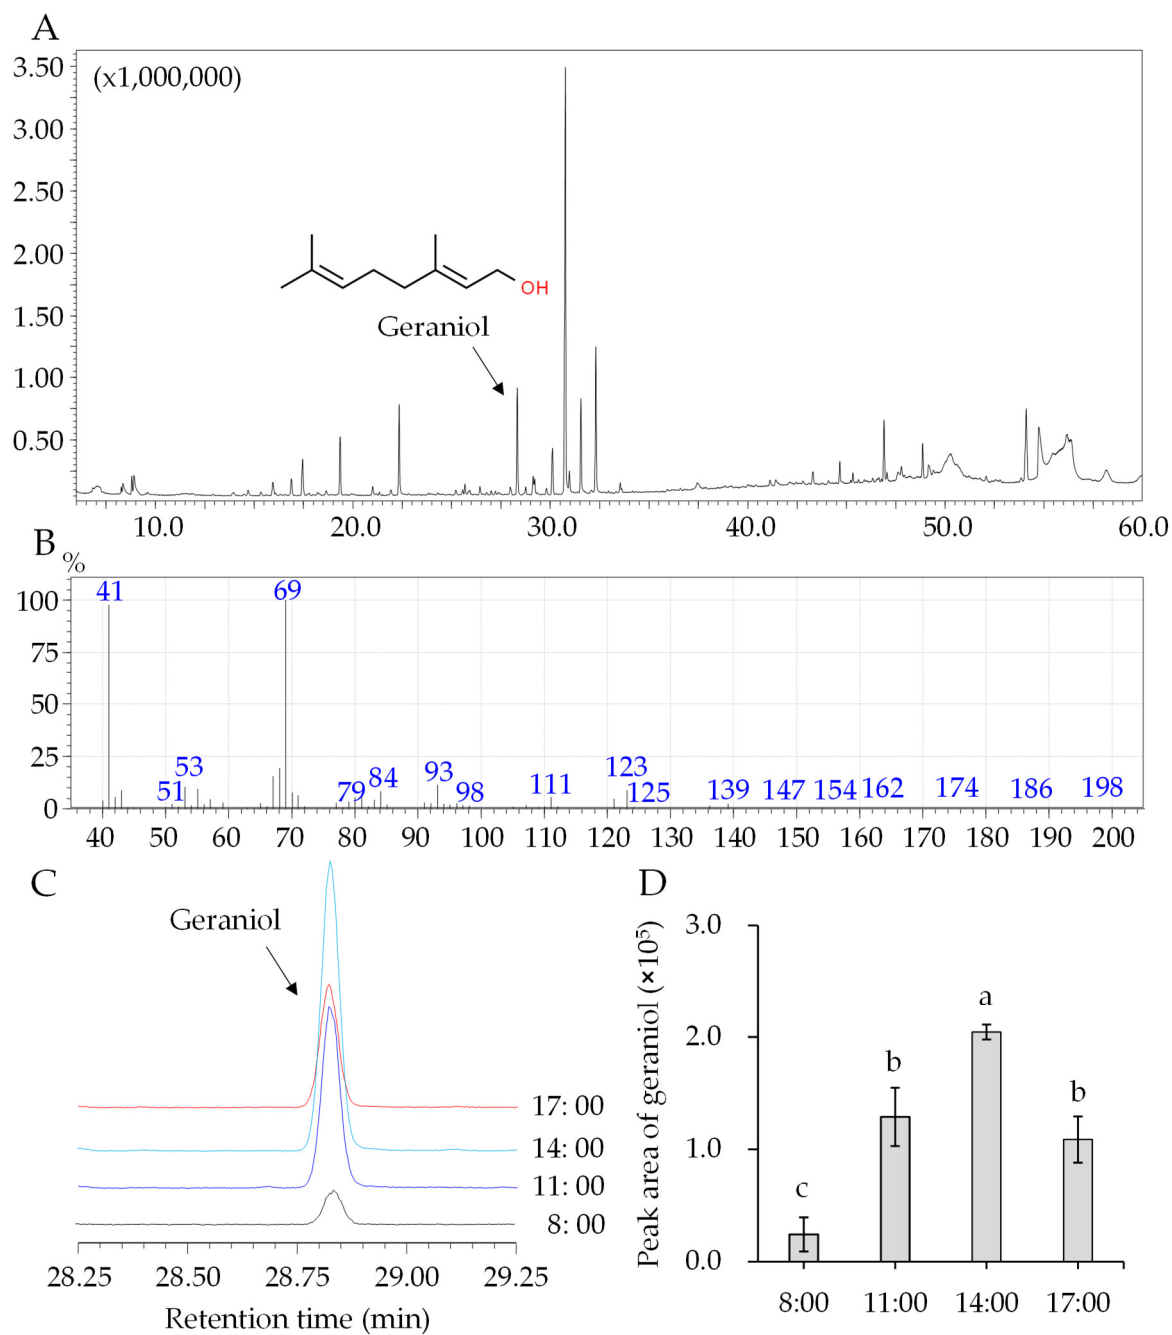 A
(x1,000,000)
3.50
3.00
2.50
2.00
1.50
1.00
0.50
OH
Geraniol
10.0 20.0 30.0 40.0 50.0 60.0
B
%
100
75
50
25
0
41 69
51 53 79 84 93 98 111 123 125 139 147 154 162 174 186 198
40 50 60 70 80 90 100 110 120 130 140 150 160 170 180 190 200
C
Geraniol
17: 00
14: 00
11: 00
8: 00
28.25 28.50 28.75 29.00 29.25
Retention time (min)
D
Peak area of geraniol (×10⁵)
3.0
2.0
1.0
0.0
c b a b
8:00 11:00 14:00 17:00